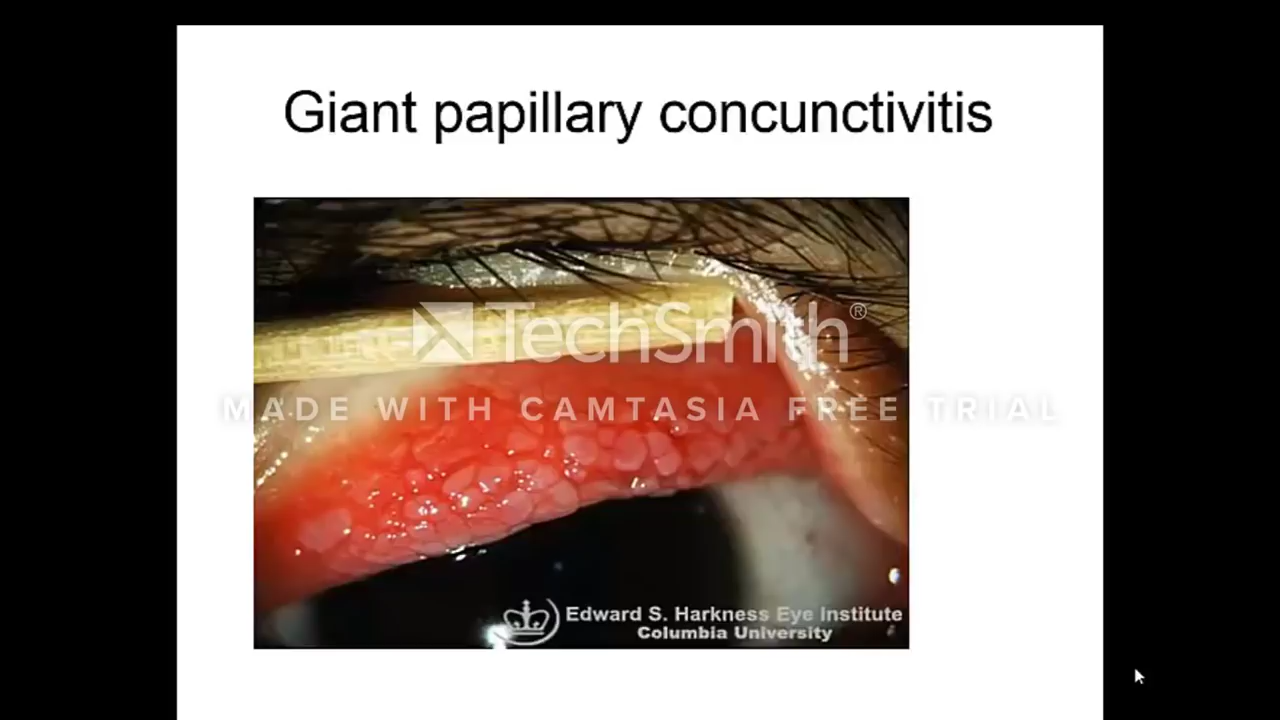 Giant papillary concunctivitis
TechSmith®
MADE WITH CAMTASIA FREE TRIAL
Edward S. Harkness Eye Institute
Columbia University